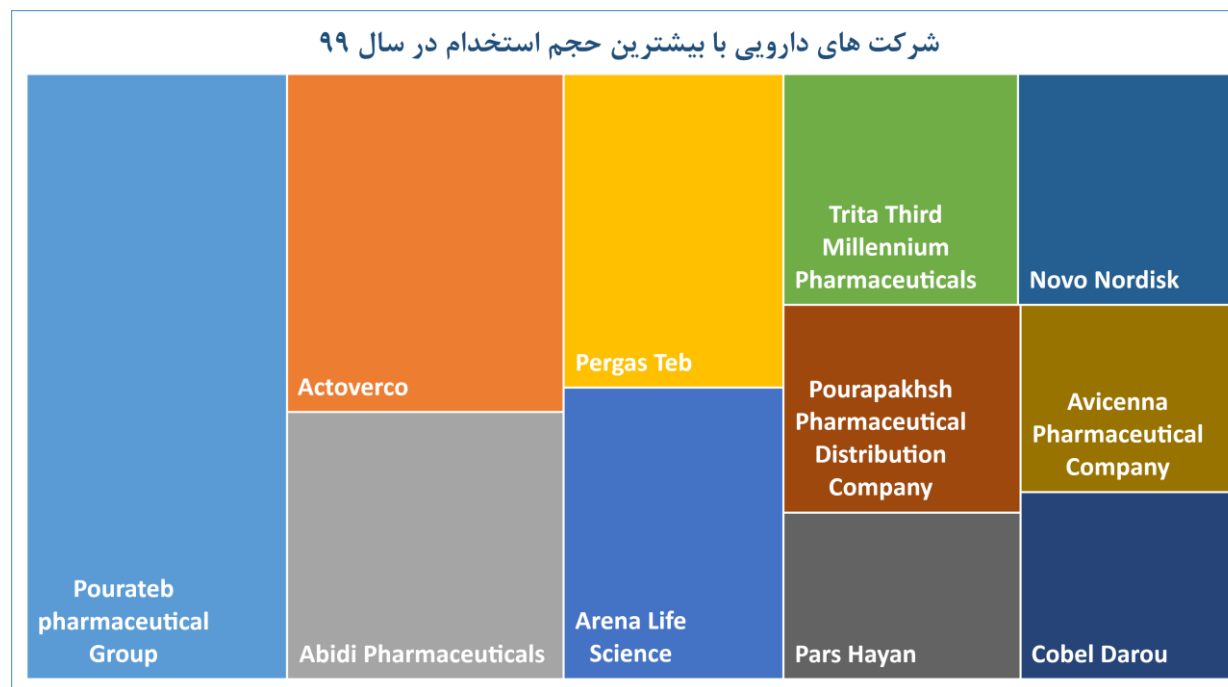 شرکت های دارویی با بیشترین حجم استخدام در سال ۹۹
Pourateb
pharmaceutical
Group
Actoverco
Abidi Pharmaceuticals
Pergas Teb
Arena Life
Science
Trita Third
Millennium
Pharmaceuticals
Novo Nordisk
Pourapakhsh
Pharmaceutical
Distribution
Company
Avicenna
Pharmaceutical
Company
Pars Hayan
Cobel Darou